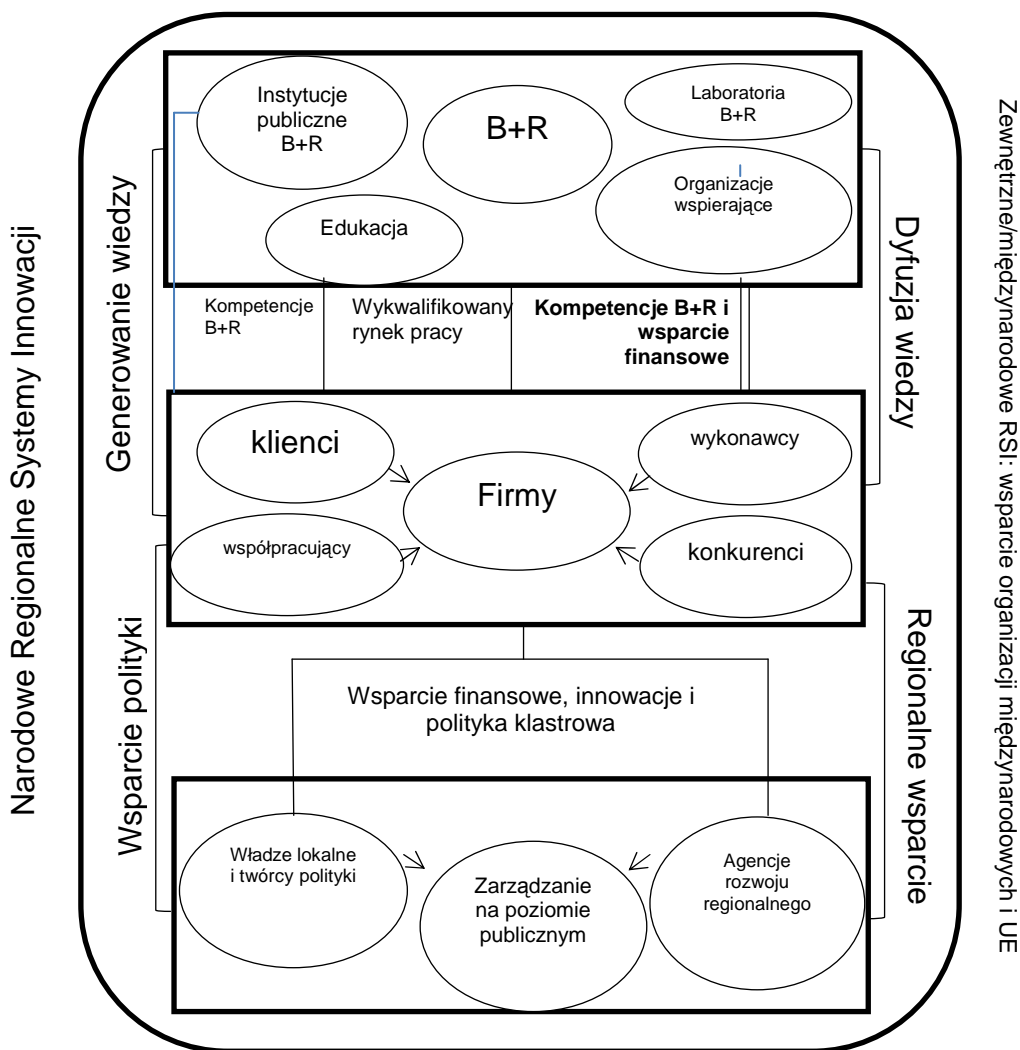 Narodowe Regionalne Systemy Innowacji
Generowanie wiedzy
Wsparcie polityki
Instytucje
publiczne
B+R
B+R
Laboratoria
B+R
Organizacje
wspierające
Edukacja
Kompetencje
B+R
Wykwalifikowany
rynek pracy
Kompetencje B+R i
wsparcie
finansowe
klienci
wykonawcy
Firmy
współpracujący
konkurenci
Wsparcie finansowe, innowacje i
polityka klastrowa
Władze lokalne
i twórcy polityki
Zarządzanie
na poziomie
publicznym
Agencje
rozwoju
regionalnego
Dyfuzja wiedzy
Regionalne wsparcie
Zewnętrzne/międzynarodowe RSI: wsparcie organizacji międzynarodowych i UE